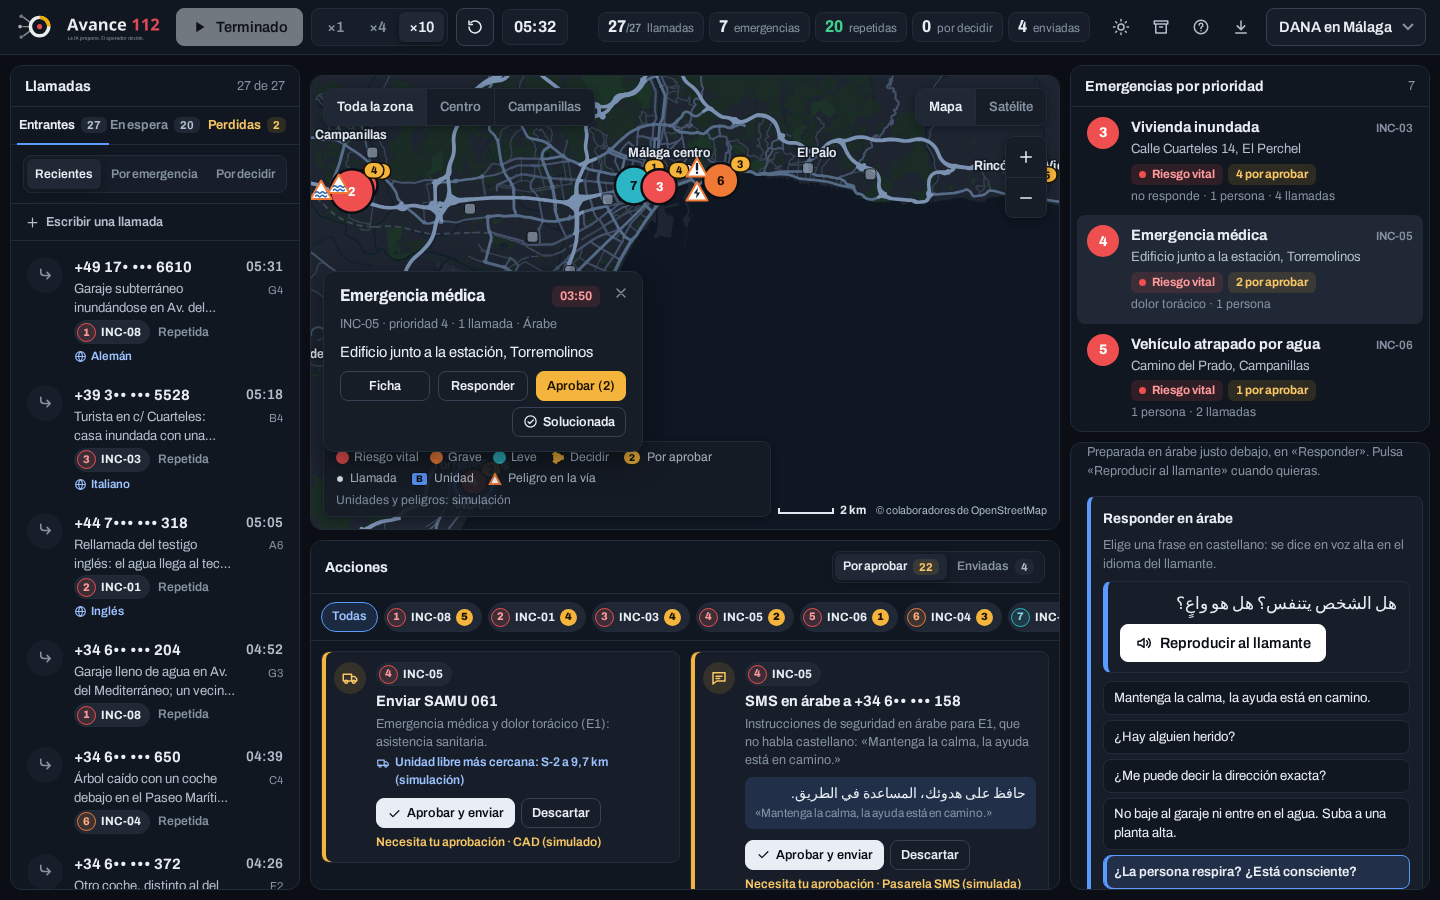 Avance 112
La IA propone. El operador decide.
Terminado
×1 ×4 ×10
05:32
27/27 llamadas
7 emergencias
20 repetidas
0 por decidir
4 enviadas
DANA en Málaga
Llamadas
27 de 27
Entrantes 27
En espera 20
Perdidas 2
Recientes
Por emergencia
Por decidir
Escribir una llamada
+49 17• ••• 6610 05:31
Garaje subterráneo G4
inundándose en Av. del...
1 INC-08 Repetida
Alemán
+39 3•• ••• 5528 05:18
Turista en c/ Cuarteles: B4
casa inundada con una...
3 INC-03 Repetida
Italiano
+44 7••• ••• 318 05:05
Rellamada del testigo A6
inglés: el agua llega al tec...
2 INC-01 Repetida
Inglés
+34 6•• ••• 204 04:52
Garaje lleno de agua en Av. G3
del Mediterráneo; un vecin...
1 INC-08 Repetida
+34 6•• ••• 650 04:39
Árbol caído con un coche C4
debajo en el Paseo Maríti...
6 INC-04 Repetida
+34 6•• ••• 372 04:26
Otro coche, distinto al del F2
Toda la zona
Centro
Campanillas
Mapa
Satélite
Campanillas
Málaga centro
El Palo
Rincó
4
2
7
1
3
4
6
3
+
−
Emergencia médica 03:50
INC-05 · prioridad 4 · 1 llamada · Árabe
Edificio junto a la estación, Torremolinos
Ficha
Responder
Aprobar (2)
Solucionada
Riesgo vital
Grave
Leve
Decidir
2 Por aprobar
Llamada
B Unidad
Peligro en la vía
Unidades y peligros: simulación
2 km
© colaboradores de OpenStreetMap
Acciones
Por aprobar 22
Enviadas 4
Todas
1 INC-08 5
2 INC-01 4
3 INC-03 4
4 INC-05 2
5 INC-06 1
6 INC-04 3
7 INC-
4 INC-05
Enviar SAMU 061
Emergencia médica y dolor torácico (E1):
asistencia sanitaria.
Unidad libre más cercana: S-2 a 9,7 km
(simulación)
Aprobar y enviar
Descartar
Necesita tu aprobación · CAD (simulado)
4 INC-05
SMS en árabe a +34 6•• ••• 158
Instrucciones de seguridad en árabe para E1, que
no habla castellano: «Mantenga la calma, la ayuda
está en camino.»
حافظ على هدوئك، المساعدة في الطريق.
«Mantenga la calma, la ayuda está en camino.»
Aprobar y enviar
Descartar
Necesita tu aprobación · Pasarela SMS (simulada)
Emergencias por prioridad 7
3 Vivienda inundada INC-03
Calle Cuarteles 14, El Perchel
Riesgo vital
4 por aprobar
no responde · 1 persona · 4 llamadas
4 Emergencia médica INC-05
Edificio junto a la estación, Torremolinos
Riesgo vital
2 por aprobar
dolor torácico · 1 persona
5 Vehículo atrapado por agua INC-06
Camino del Prado, Campanillas
Riesgo vital
1 por aprobar
1 persona · 2 llamadas
Preparada en árabe justo debajo, en «Responder». Pulsa
«Reproducir al llamante» cuando quieras.
Responder en árabe
Elige una frase en castellano: se dice en voz alta en el
idioma del llamante.
هل الشخص يتنفس؟ هل هو واعٍ؟
Reproducir al llamante
Mantenga la calma, la ayuda está en camino.
¿Hay alguien herido?
¿Me puede decir la dirección exacta?
No baje al garaje ni entre en el agua. Suba a una
planta alta.
¿La persona respira? ¿Está consciente?